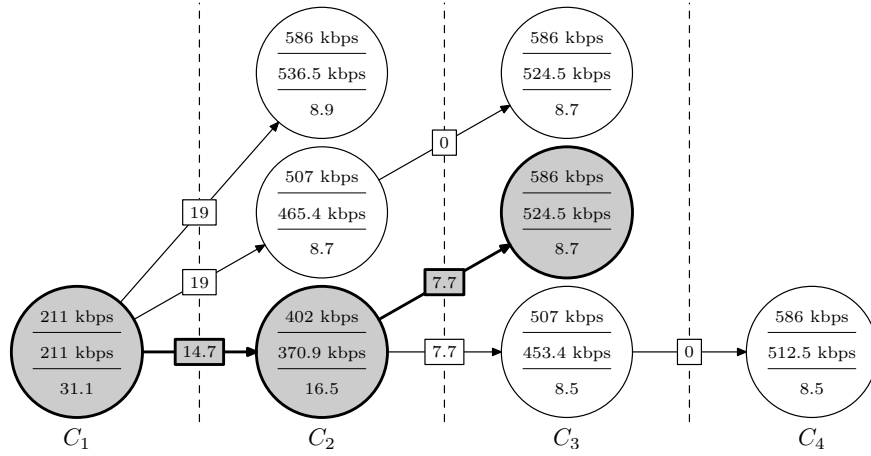 586 kbps
536.5 kbps
8.9
586 kbps
524.5 kbps
8.7
0
507 kbps
465.4 kbps
8.7
586 kbps
524.5 kbps
8.7
19
19
7.7
211 kbps
211 kbps
31.1
14.7
402 kbps
370.9 kbps
16.5
7.7
507 kbps
453.4 kbps
8.5
0
586 kbps
512.5 kbps
8.5
C1
C2
C3
C4